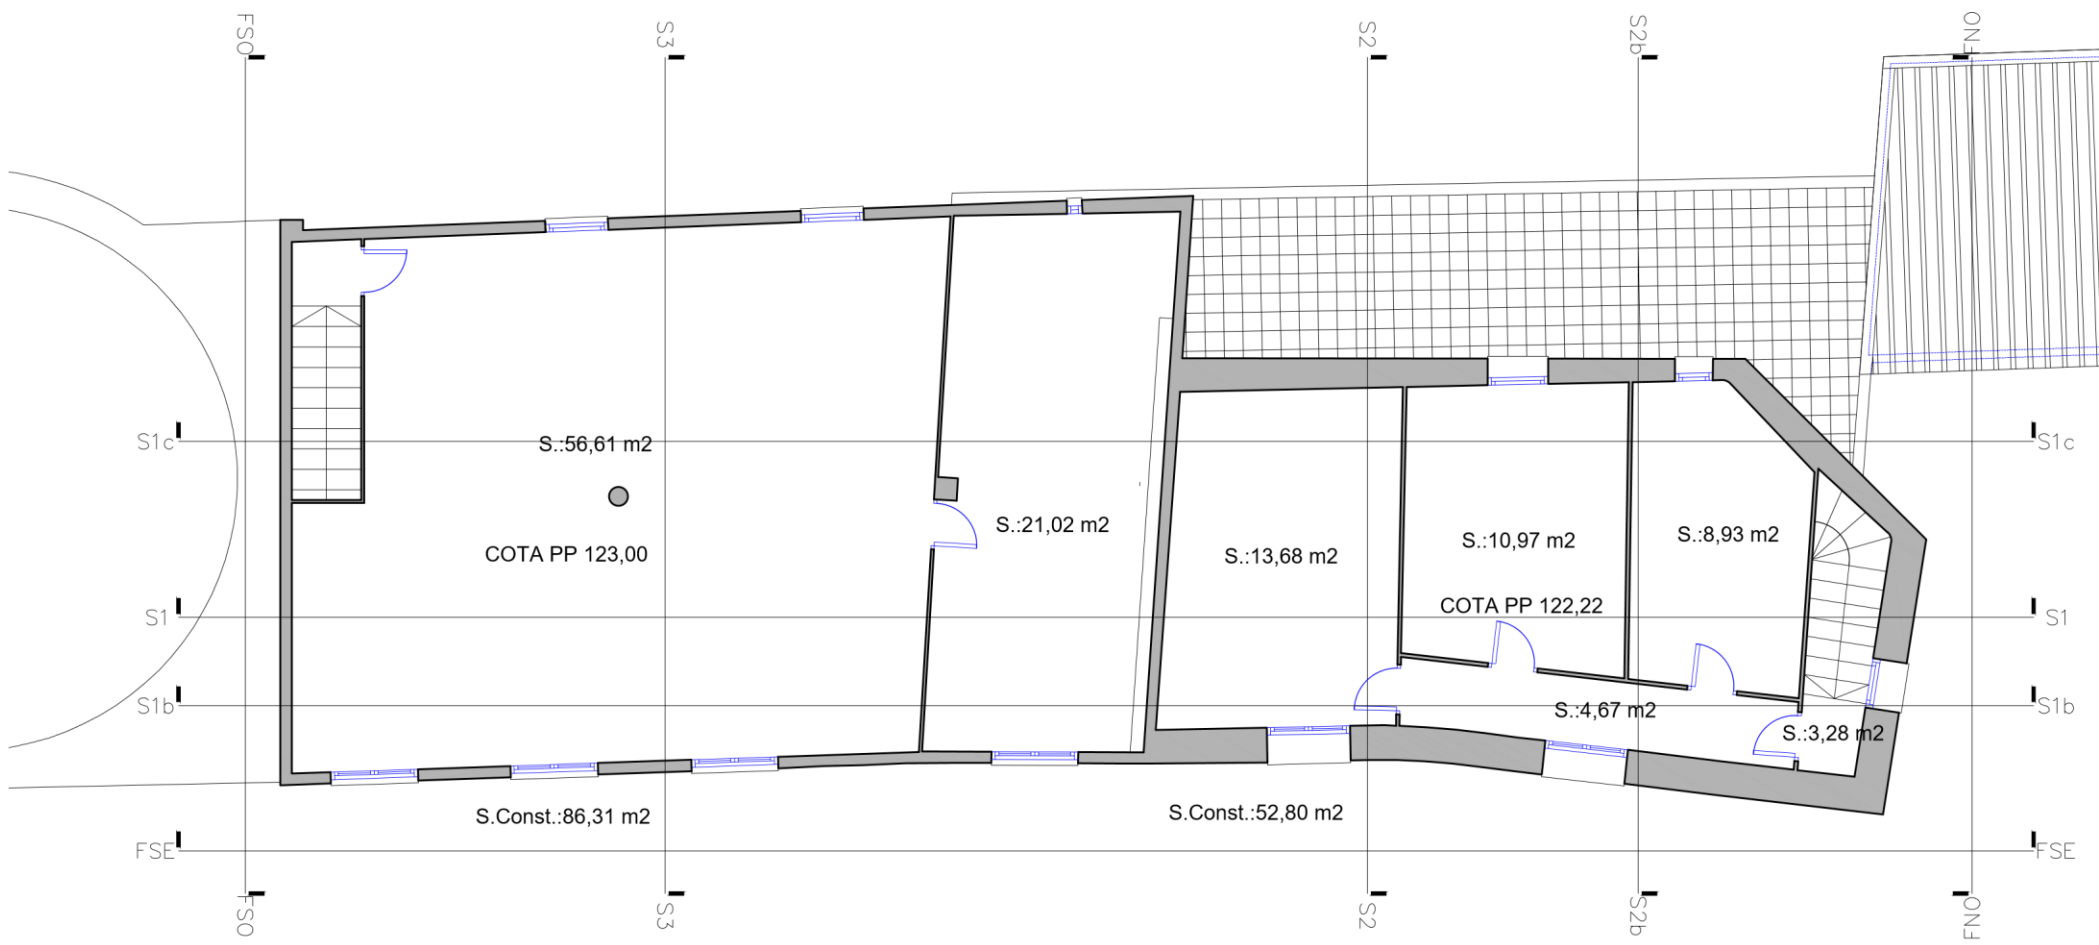 FSO
S3
S2
S2b
FNO
S1c
S.:56,61 m2
S1c
S.:21,02 m2
S.:8,93 m2
S.:10,97 m2
COTA PP 123,00
S.:13,68 m2
COTA PP 122,22
S1
S1
S1b
S1b
S.:4,67 m2
S.:3,28 m2
S.Const.:86,31 m2
S.Const.:52,80 m2
FSE
FSE
FSO
S3
S2
S2b
FNO